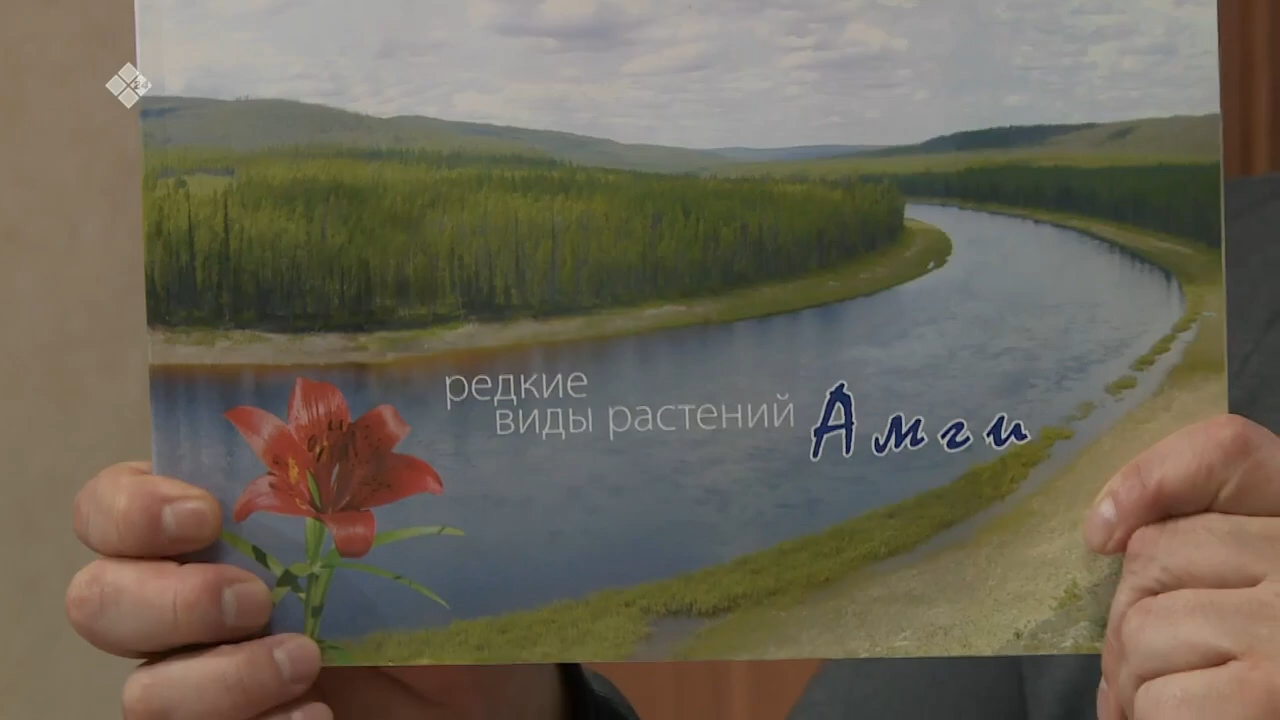 редкие
виды растений Амги